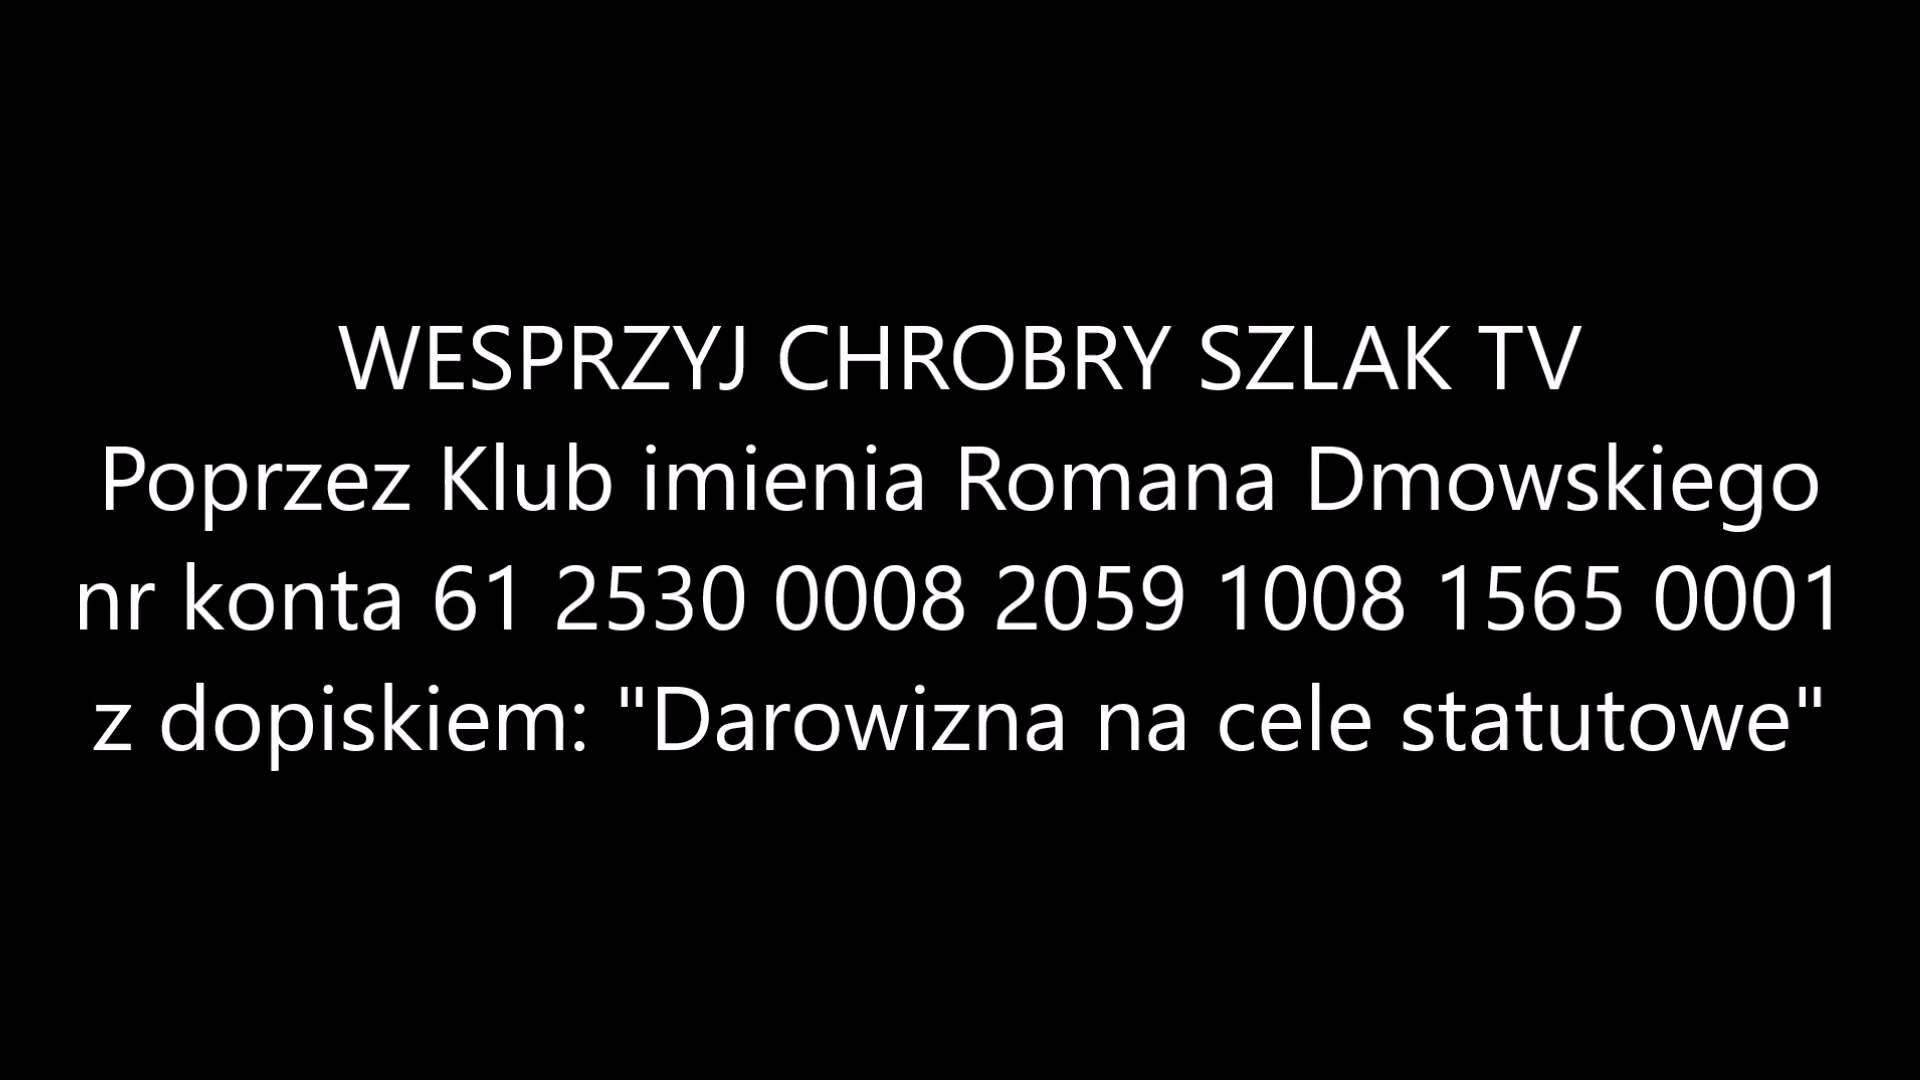 WESPRZYJ CHROBRY SZLAK TV
Poprzez Klub imienia Romana Dmowskiego
nr konta 61 2530 0008 2059 1008 1565 0001
z dopiskiem: "Darowizna na cele statutowe"